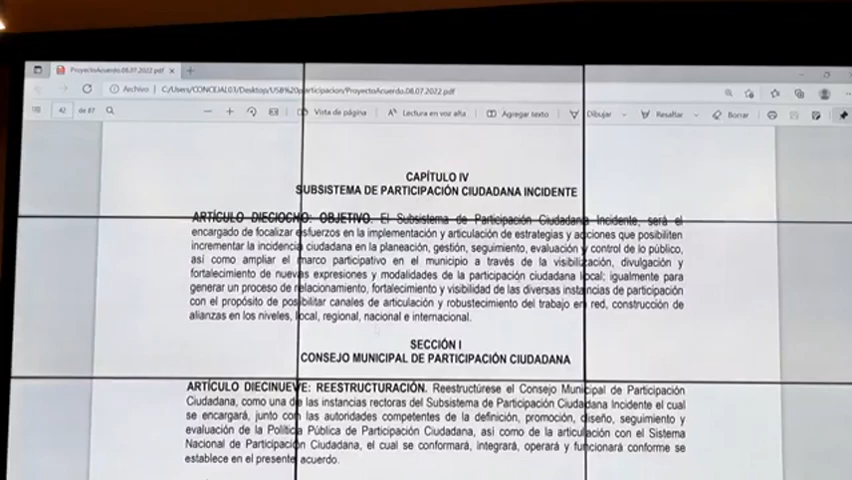 ProyectoAcuerdo.08.07.2022.pdf
Archivo C:/Users/CONCEJAL03/Desktop/USB%20participacion/ProyectoAcuerdo.08.07.2022.pdf
42 de 87 Vista de página Lectura en voz alta Agregar texto Dibujar Resaltar Borrar
CAPÍTULO IV
SUBSISTEMA DE PARTICIPACIÓN CIUDADANA INCIDENTE
ARTÍCULO DIECIOCHO: OBJETIVO. El Subsistema de Participación Ciudadana Incidente, será el
encargado de focalizar esfuerzos en la implementación y articulación de estrategias y acciones que posibiliten
incrementar la incidencia ciudadana en la planeación, gestión, seguimiento, evaluación y control de lo público,
así como ampliar el marco participativo en el municipio a través de la visibilización, divulgación y
fortalecimiento de nuevas expresiones y modalidades de la participación ciudadana local; igualmente para
generar un proceso de relacionamiento, fortalecimiento y visibilidad de las diversas instancias de participación
con el propósito de posibilitar canales de articulación y robustecimiento del trabajo en red, construcción de
alianzas en los niveles, local, regional, nacional e internacional.
SECCIÓN I
CONSEJO MUNICIPAL DE PARTICIPACIÓN CIUDADANA
ARTÍCULO DIECINUEVE: REESTRUCTURACIÓN. Reestructúrese el Consejo Municipal de Participación
Ciudadana, como una de las instancias rectoras del Subsistema de Participación Ciudadana Incidente el cual
se encargará, junto con las autoridades competentes de la definición, promoción, diseño, seguimiento y
evaluación de la Política Pública de Participación Ciudadana, así como de la articulación con el Sistema
Nacional de Participación Ciudadana, el cual se conformará, integrará, operará y funcionará conforme se
establece en el presente acuerdo.